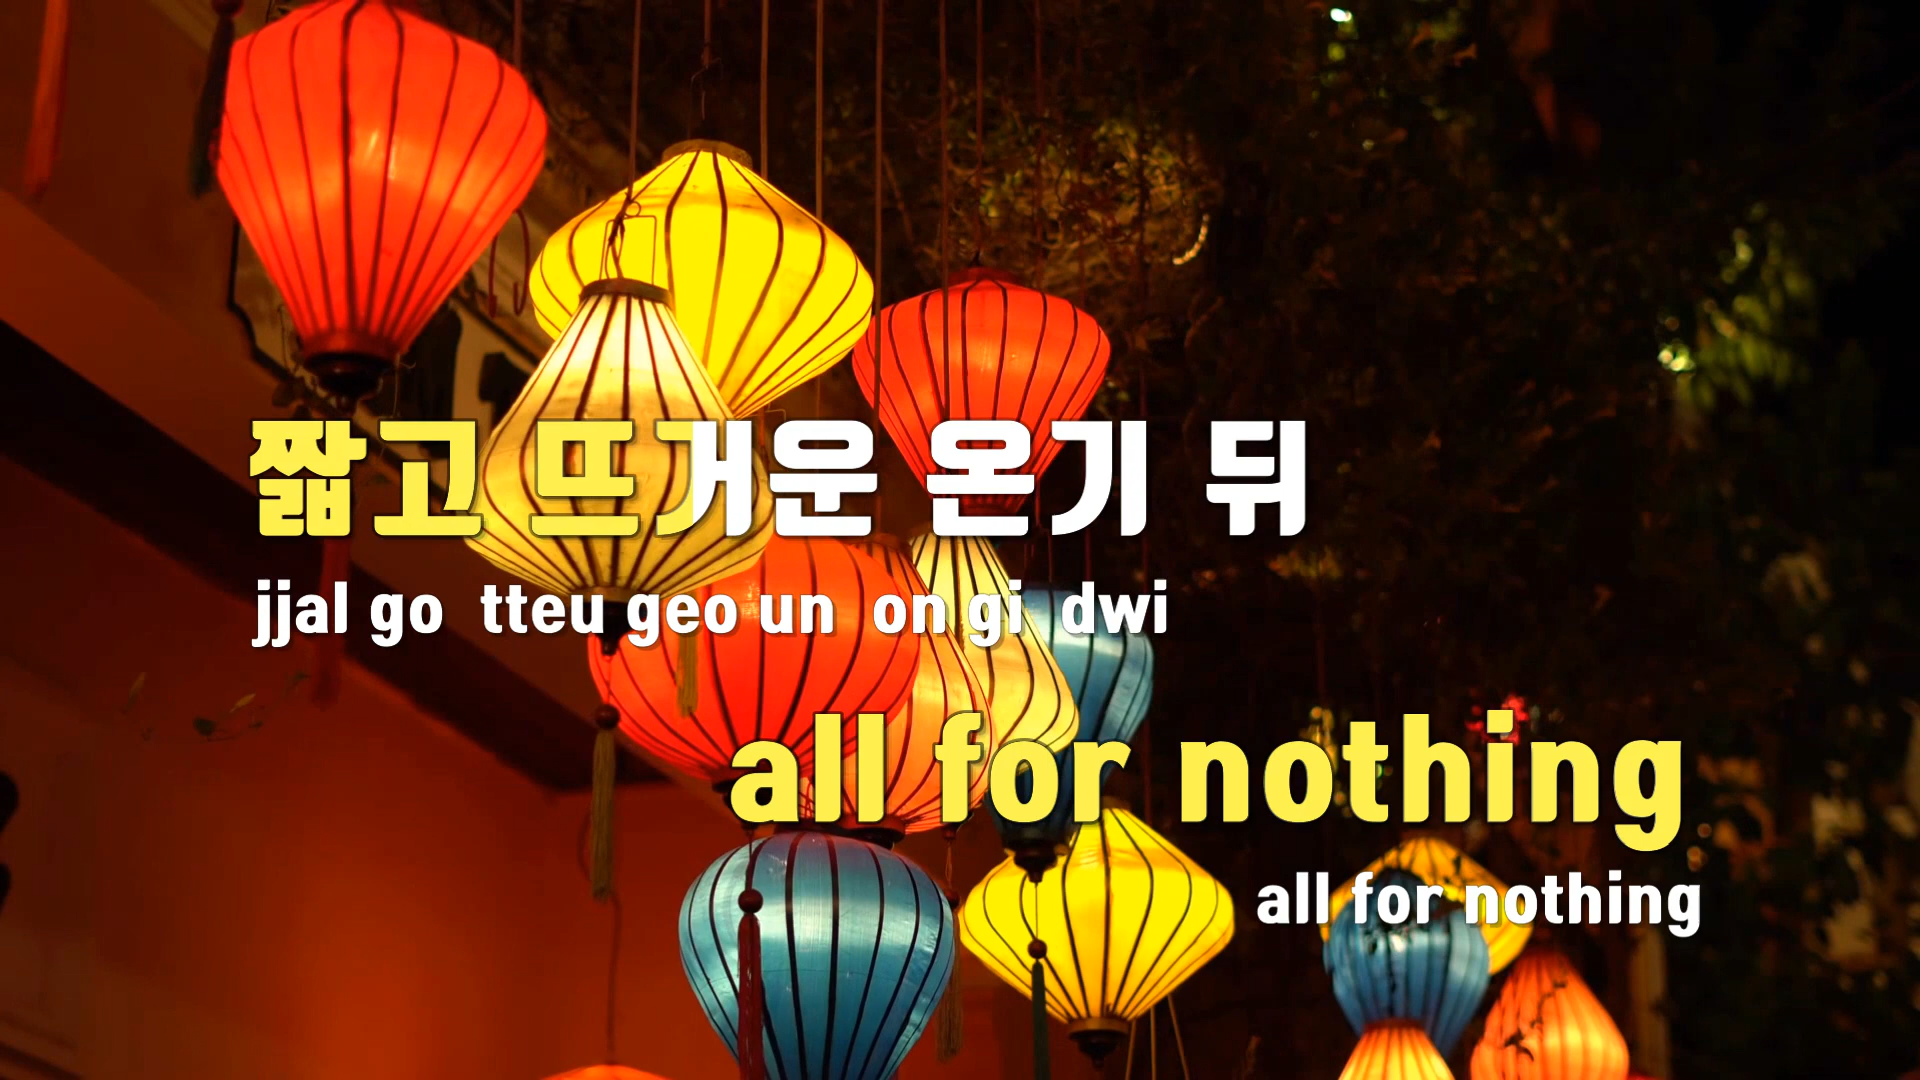 짧고 뜨거운 온기 뒤
jjal go tteu geo un on gi dwi
all for nothing
all for nothing